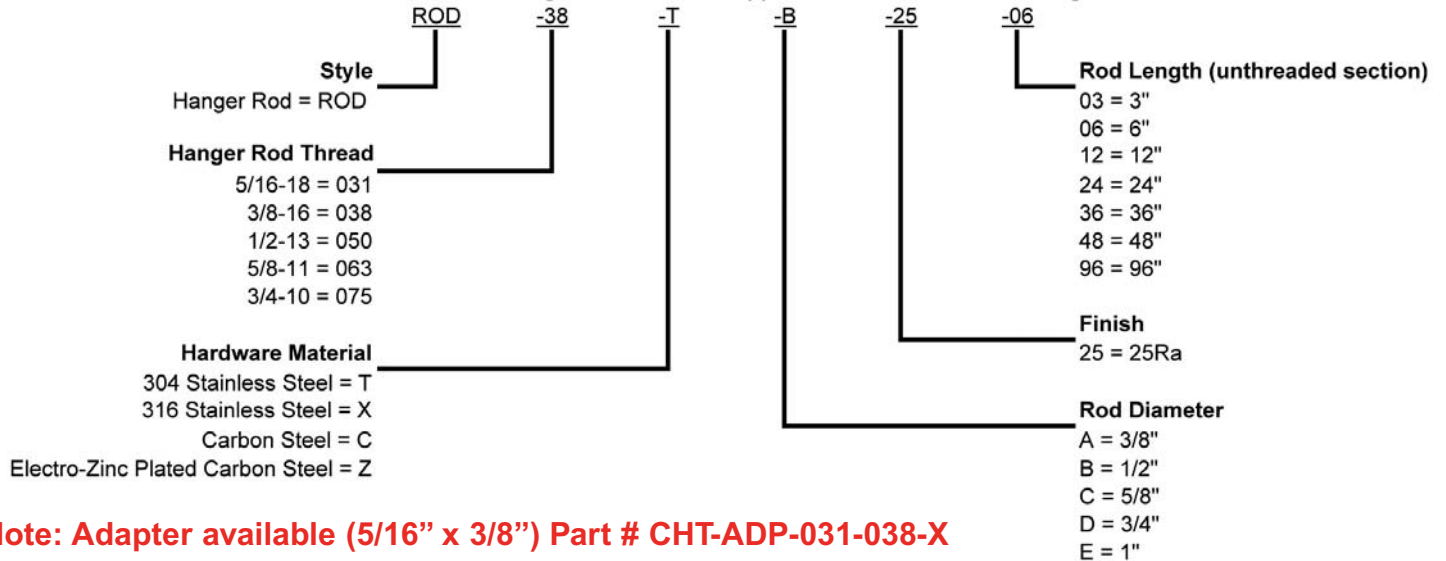 ROD -38 -T -B -25 -06
Style
Hanger Rod = ROD
Hanger Rod Thread
5/16-18 = 031
3/8-16 = 038
1/2-13 = 050
5/8-11 = 063
3/4-10 = 075
Hardware Material
304 Stainless Steel = T
316 Stainless Steel = X
Carbon Steel = C
Electro-Zinc Plated Carbon Steel = Z
Rod Length (unthreaded section)
03 = 3"
06 = 6"
12 = 12"
24 = 24"
36 = 36"
48 = 48"
96 = 96"
Finish
25 = 25Ra
Rod Diameter
A = 3/8"
B = 1/2"
C = 5/8"
D = 3/4"
E = 1"
Adapter available (5/16” x 3/8”) Part # CHT-ADP-031-038-X